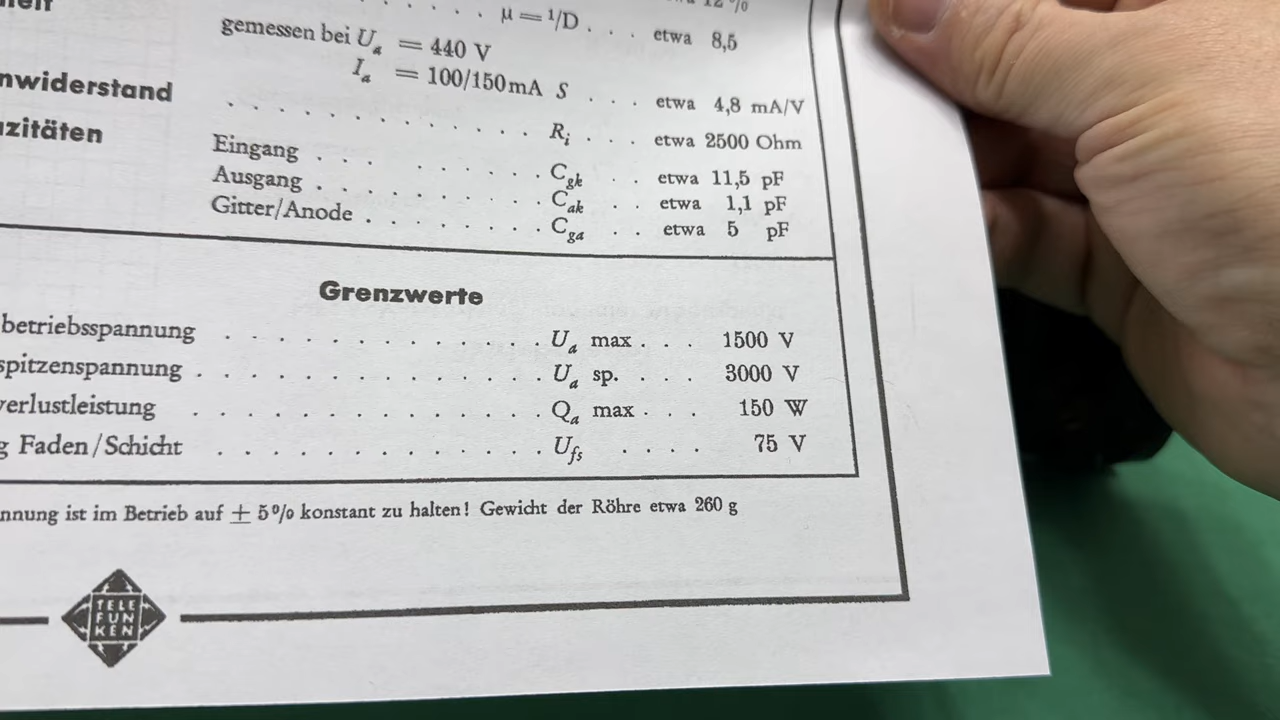 μ = 1/D . . . etwa 8,5
gemessen bei Ua = 440 V
Ia = 100/150 mA S . . . etwa 4,8 mA/V
Ri . . . etwa 2500 Ohm
Eingang . . . . . . . . . Cgk . . etwa 11,5 pF
Ausgang . . . . . . . . . Cak . . etwa 1,1 pF
Gitter/Anode . . . . . . . Cga . . etwa 5 pF
Grenzwerte
betriebsspannung . . . . . . . . . . . . Ua max . . . 1500 V
spitzenspannung . . . . . . . . . . . . . Ua sp. . . . 3000 V
verlustleistung . . . . . . . . . . . . . Qa max . . . 150 W
Faden/Schicht . . . . . . . . . . . . Ufs . . . . 75 V
ist im Betrieb auf ± 5% konstant zu halten! Gewicht der Röhre etwa 260 g
TELE
FUN
KEN